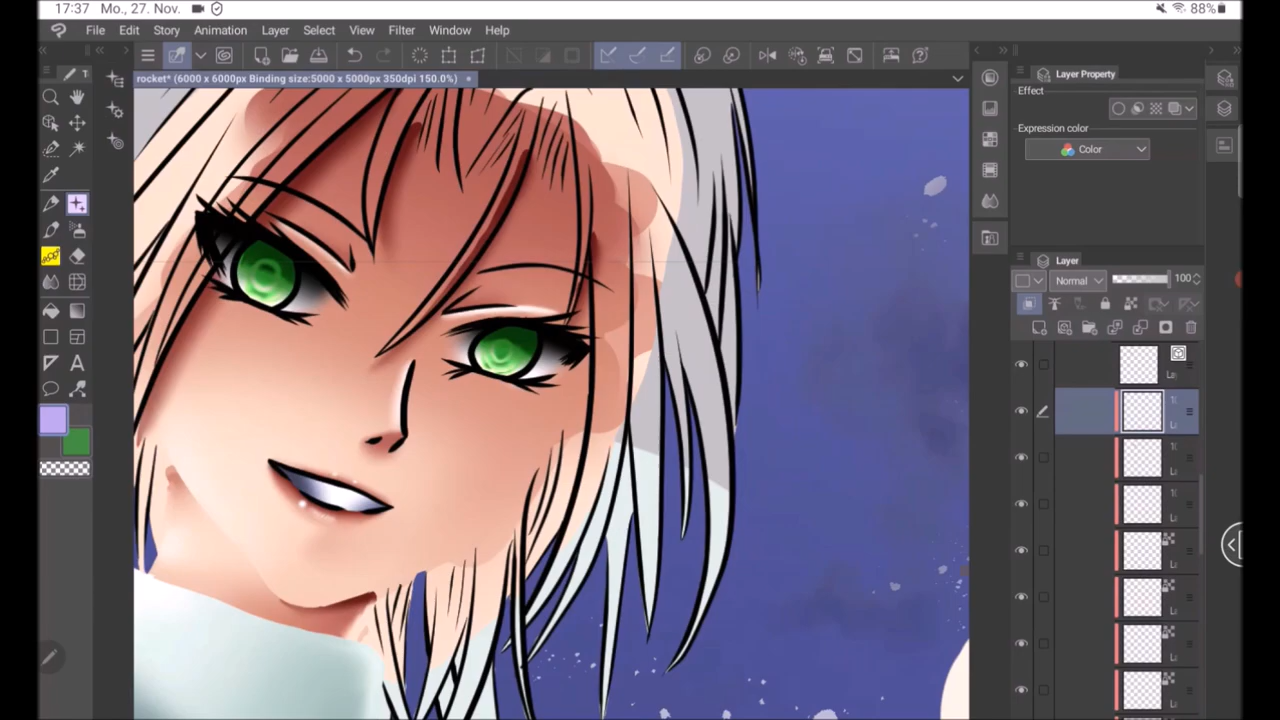 17:37 Mo., 27. Nov.
88%
File Edit Story Animation Layer Select View Filter Window Help
rocket* (6000 x 6000px Binding size:5000 x 5000px 350dpi 150.0%)
Layer Property
Effect
Expression color
Color
Layer
Normal
100
T
A